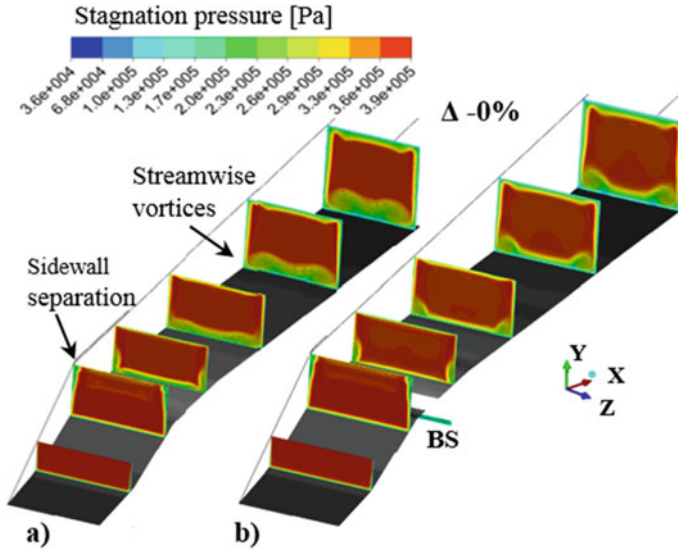 Stagnation pressure [Pa]
3.6e+004
6.8e+004
1.0e+005
1.3e+005
1.7e+005
2.0e+005
2.3e+005
2.6e+005
2.9e+005
3.3e+005
3.6e+005
3.9e+005
Δ -0%
Streamwise
vortices
Sidewall
separation
Y
X
Z
BS
a)
b)